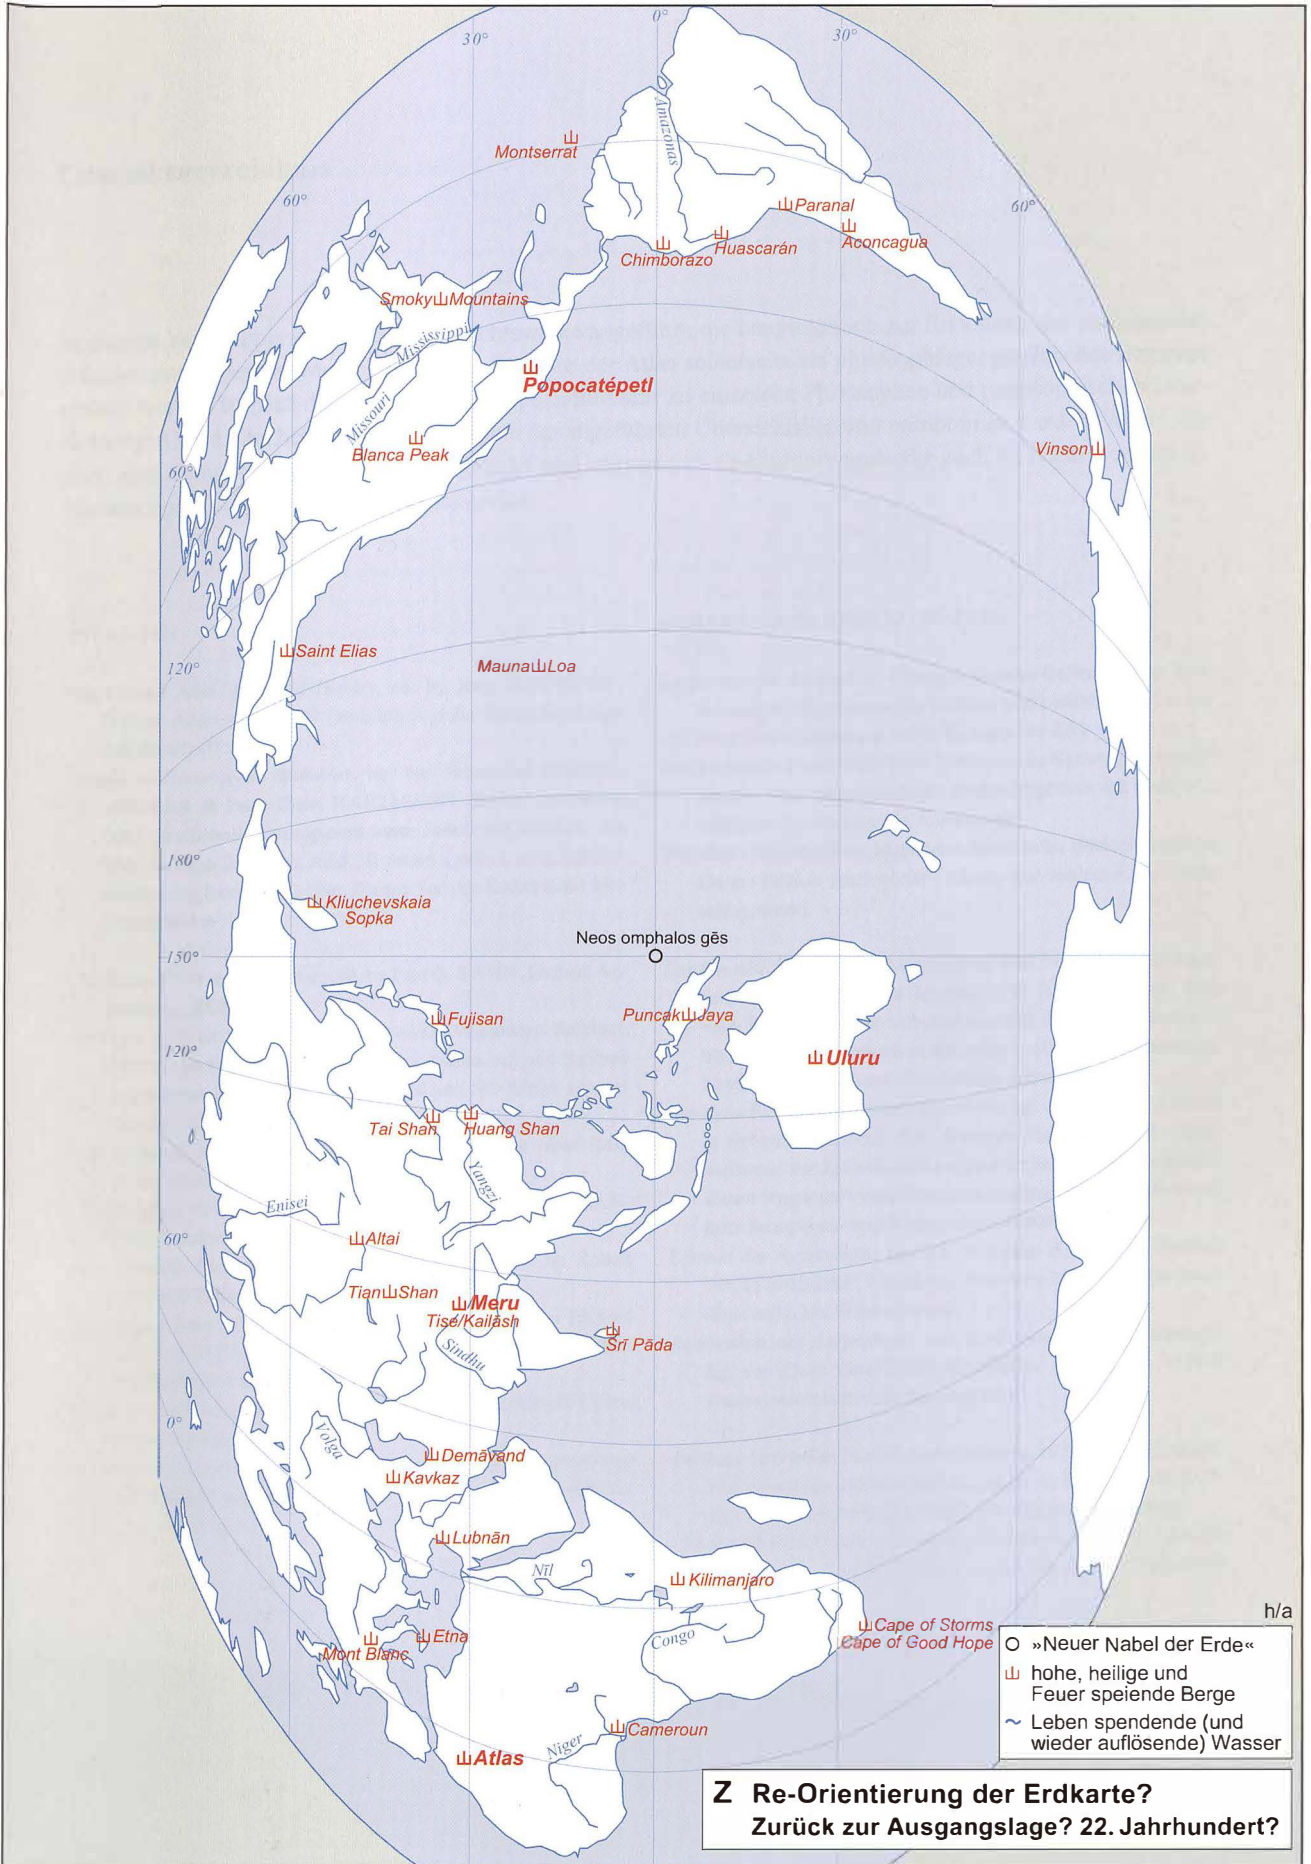 0°
30°
30°
Amazonas
Montserrat
60°
60°
Paranal
Chimborazo
Huascarán
Aconcagua
Smoky Mountains
Mississippi
Popocatépetl
Missouri
Blanca Peak
Vinson
60°
Saint Elias
Mauna Loa
120°
180°
Kliuchevskaia
Sopka
Neos omphalos gēs
150°
Fujisan
Puncak Jaya
120°
Uluru
Tai Shan
Huang Shan
Yangzi
Enisei
60°
Altai
Tian Shan
Meru
Tise/Kailāsh
Śrī Pāda
Sindhu
0°
Volga
Demāvand
Kavkaz
Lubnān
Nīl
Kilimanjaro
Cape of Storms
Cape of Good Hope
Congo
Etna
Mont Blanc
Cameroun
Niger
Atlas
h/a
»Neuer Nabel der Erde«
hohe, heilige und
Feuer speiende Berge
Leben spendende (und
wieder auflösende) Wasser
Z Re-Orientierung der Erdkarte?
Zurück zur Ausgangslage? 22. Jahrhundert?